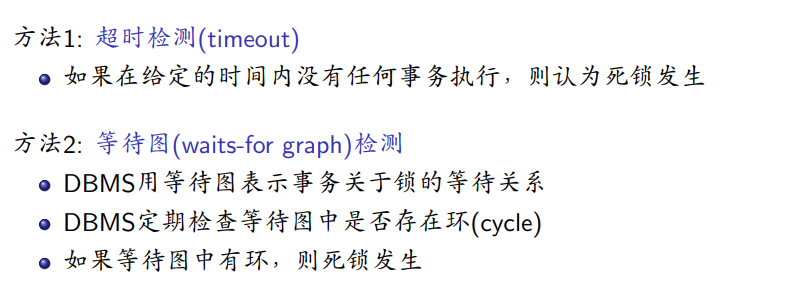 方法1: 超时检测(timeout)
如果在给定的时间内没有任何事务执行，则认为死锁发生
方法2: 等待图(waits-for graph)检测
DBMS用等待图表示事务关于锁的等待关系
DBMS定期检查等待图中是否存在环(cycle)
如果等待图中有环，则死锁发生